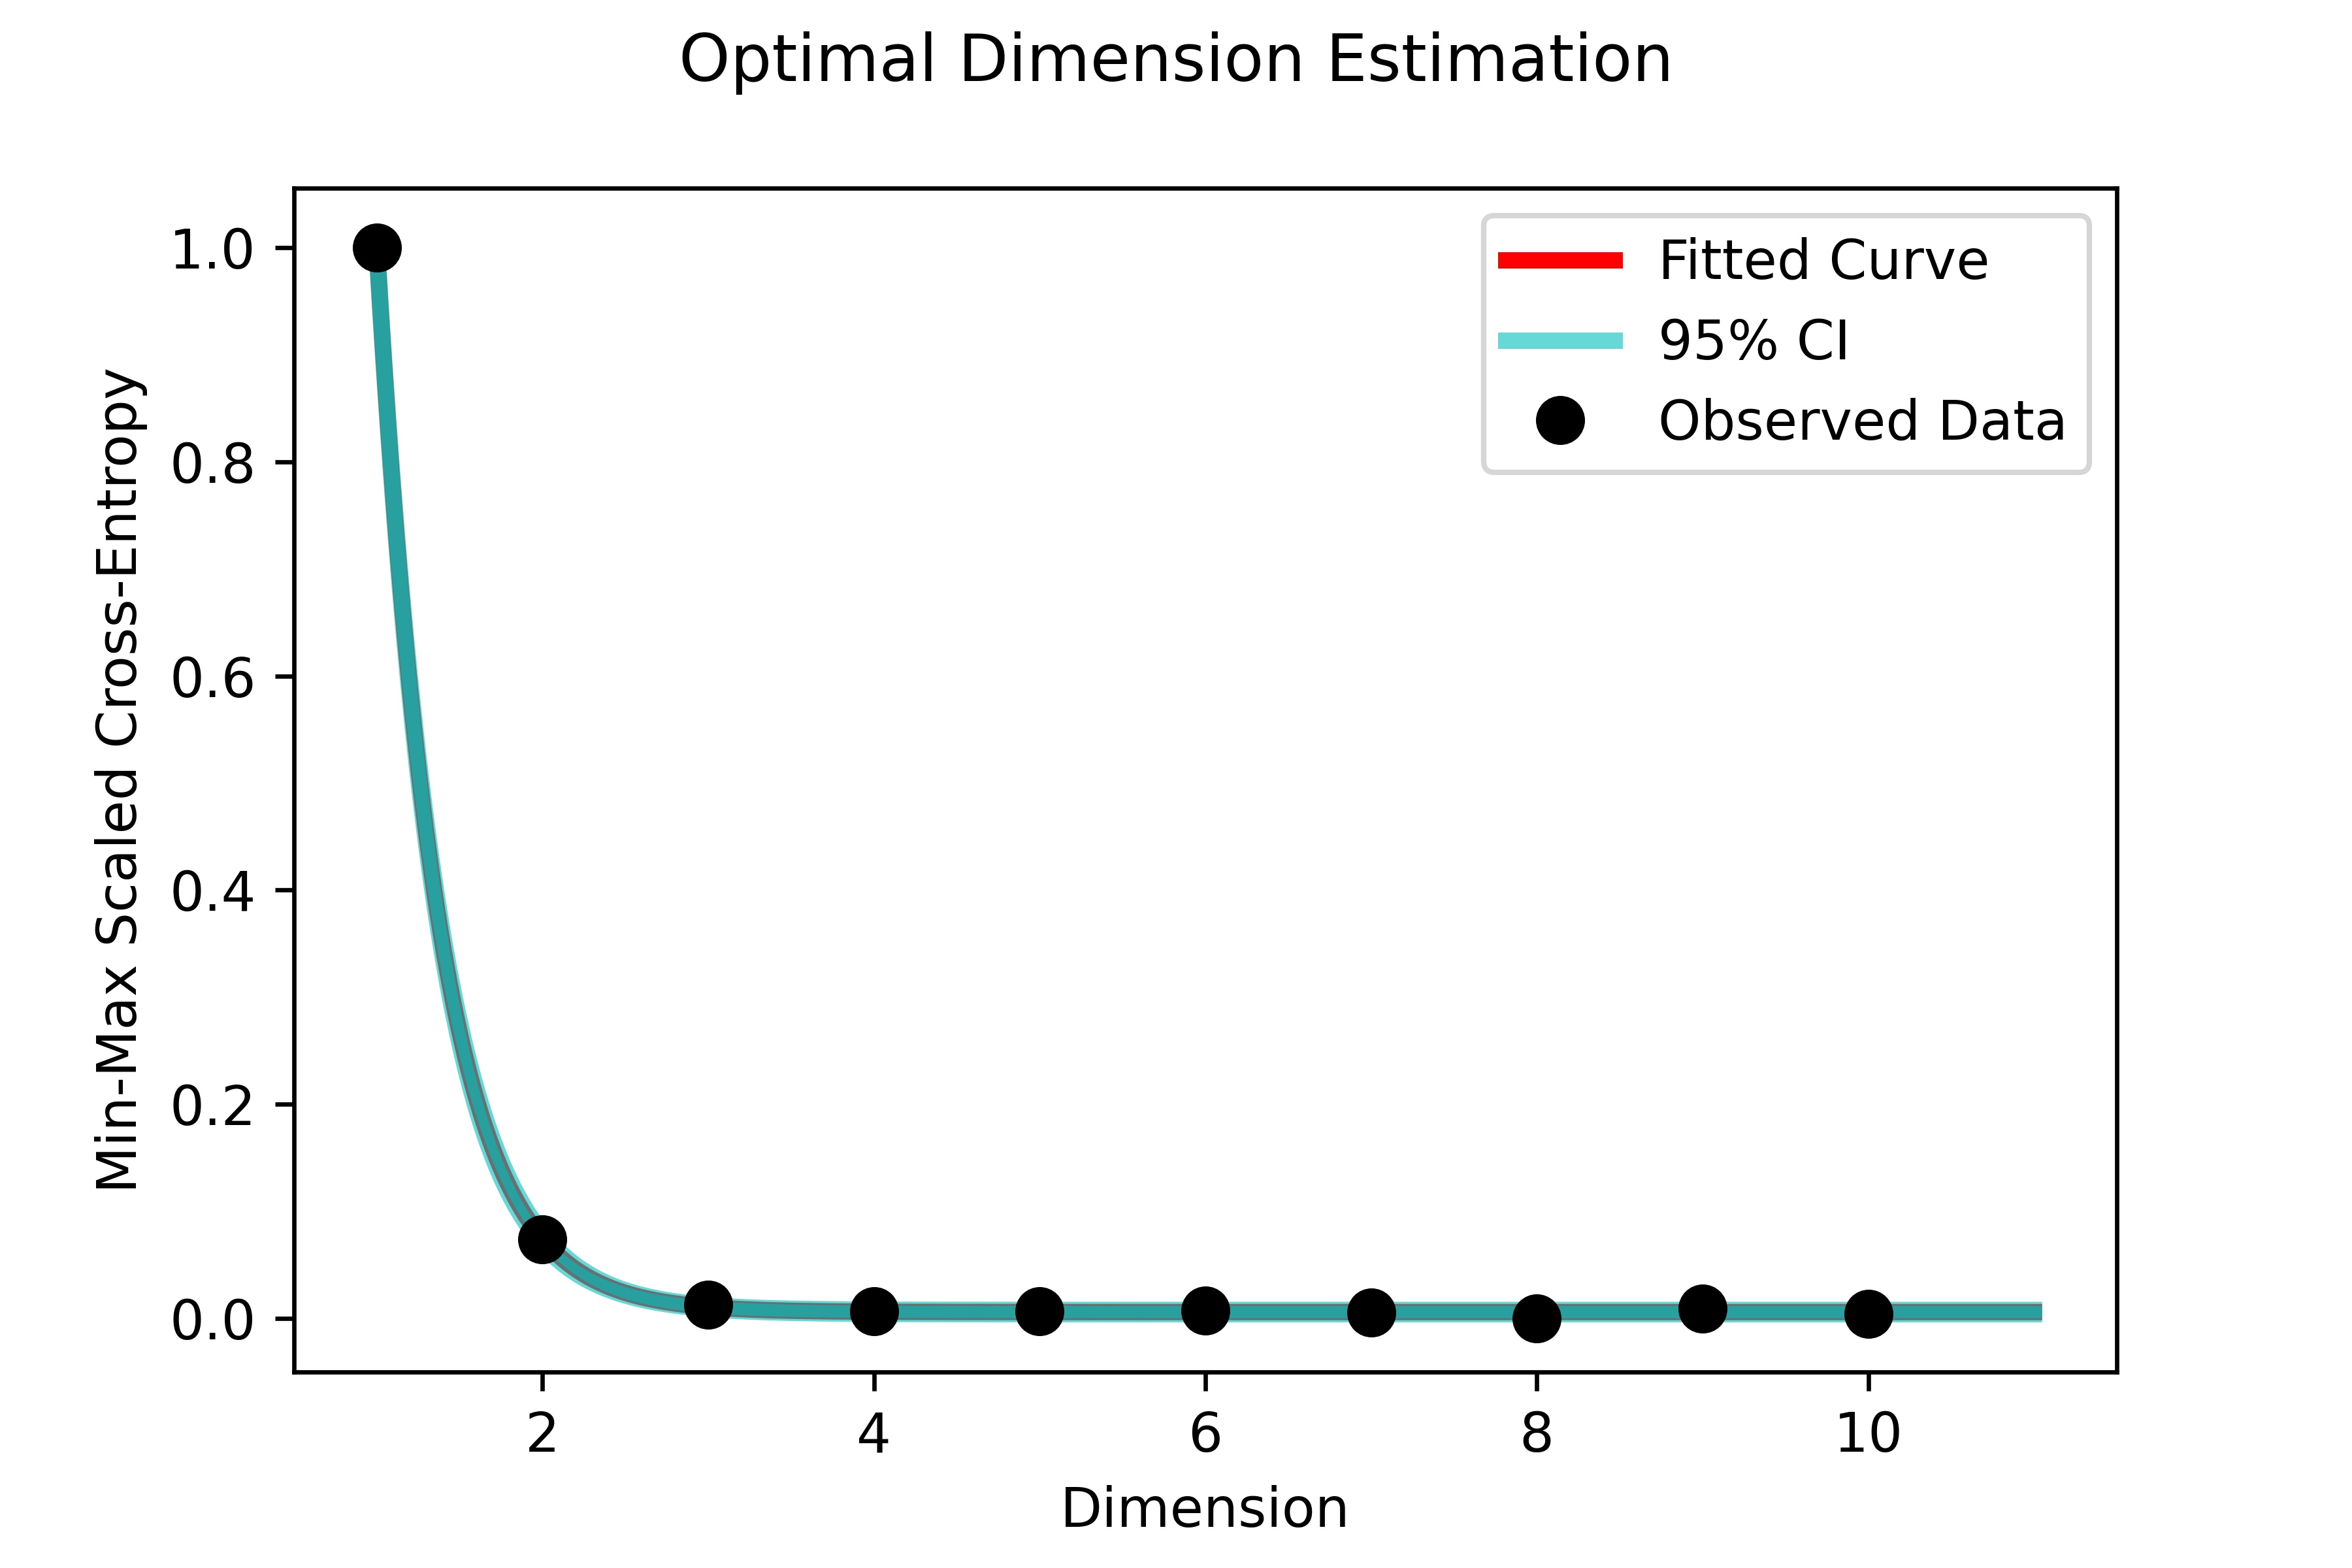 Optimal Dimension Estimation
Min-Max Scaled Cross-Entropy
1.0
0.8
0.6
0.4
0.2
0.0
Fitted Curve
95% CI
Observed Data
2 4 6 8 10
Dimension